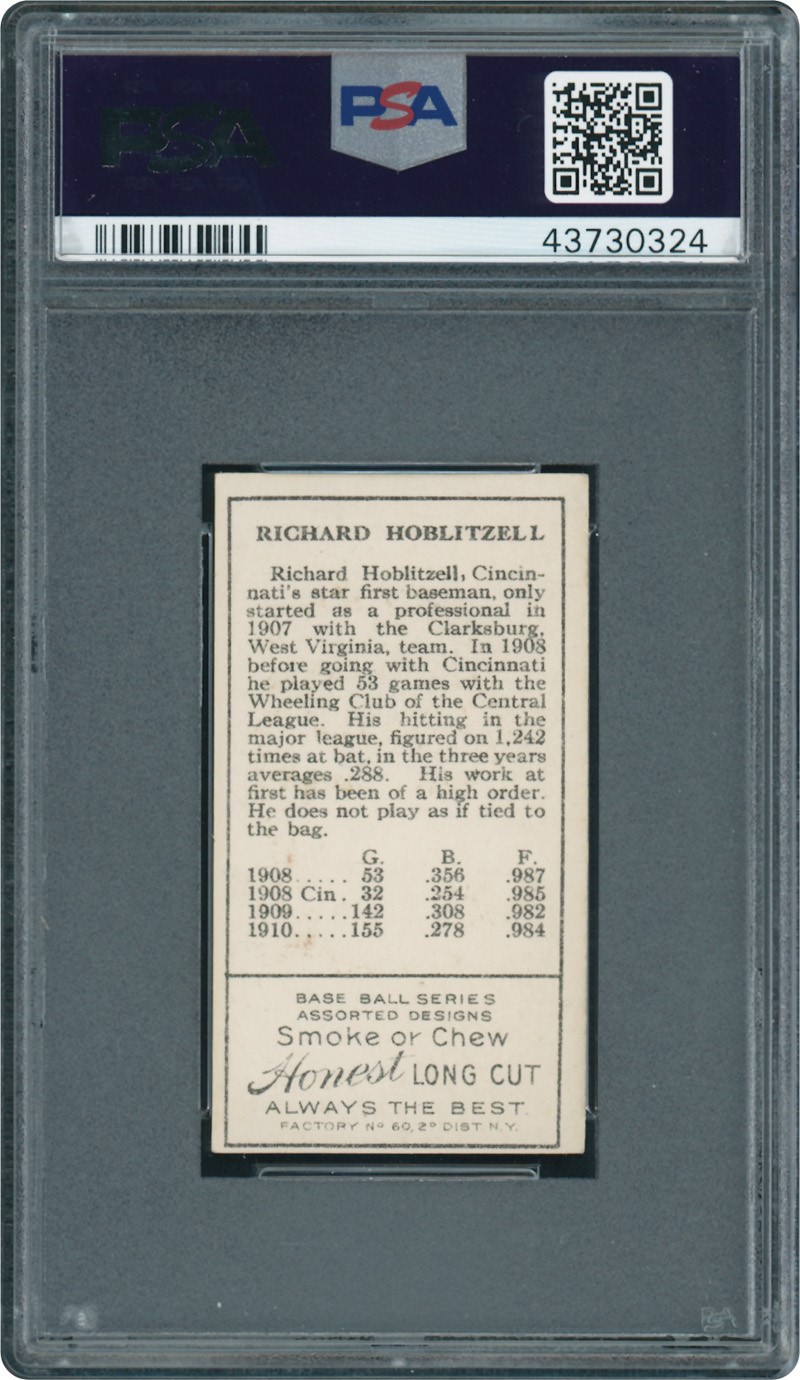 PSA
PSA
43730324
RICHARD HOBLITZELL
Richard Hoblitzell, Cincin-
nati's star first baseman, only
started as a professional in
1907 with the Clarksburg,
West Virginia, team. In 1908
before going with Cincinnati
he played 53 games with the
Wheeling Club of the Central
League. His hitting in the
major league, figured on 1,242
times at bat, in the three years
averages .288. His work at
first has been of a high order.
He does not play as if tied to
the bag.
G. B. F.
1908..... 53 .356 .987
1908 Cin. 32 .254 .985
1909.....142 .308 .982
1910.....155 .278 .984
BASE BALL SERIES
ASSORTED DESIGNS
Smoke or Chew
Honest LONG CUT
ALWAYS THE BEST.
FACTORY Nº 60, 2º DIST N.Y.
PSA